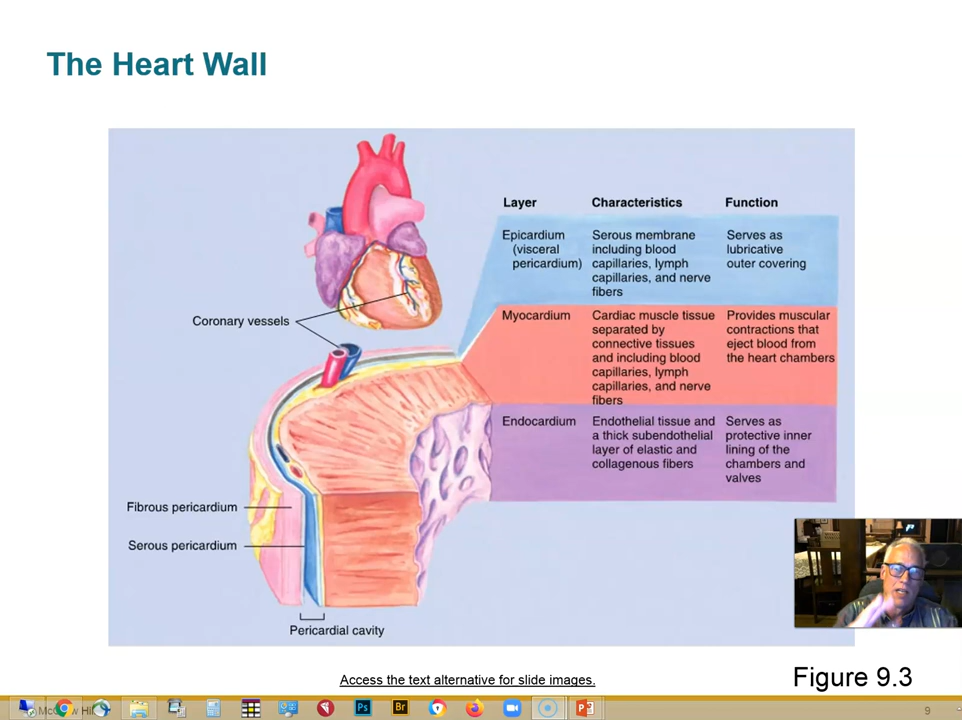 The Heart Wall
Layer Characteristics Function
Epicardium
(visceral
pericardium)
Serous membrane
including blood
capillaries, lymph
capillaries, and nerve
fibers
Serves as
lubricative
outer covering
Myocardium
Cardiac muscle tissue
separated by
connective tissues
and including blood
capillaries, lymph
capillaries, and nerve
fibers
Provides muscular
contractions that
eject blood from
the heart chambers
Endocardium
Endothelial tissue and
a thick subendothelial
layer of elastic and
collagenous fibers
Serves as
protective inner
lining of the
chambers and
valves
Coronary vessels
Fibrous pericardium
Serous pericardium
Pericardial cavity
Access the text alternative for slide images.
Figure 9.3
Ps
Br
9